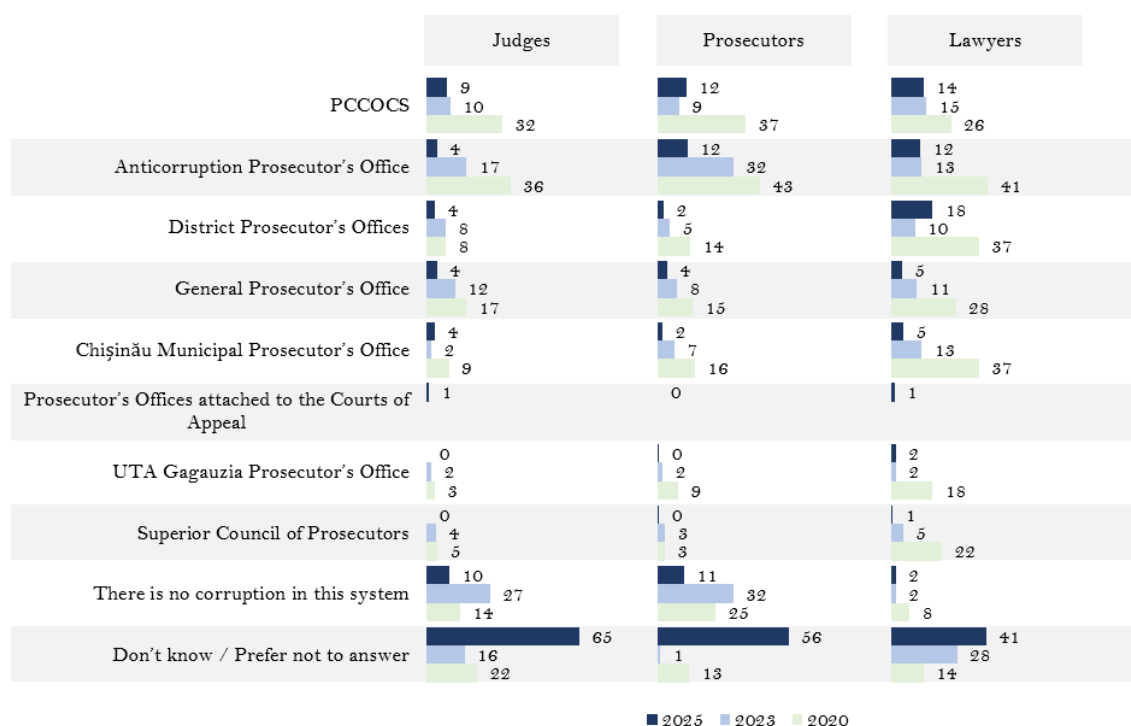 Judges Prosecutors Lawyers
PCCOCS
9 12 14
10 9 15
32 37 26
Anticorruption Prosecutor's Office
4 12 12
17 32 13
36 43 41
District Prosecutor's Offices
4 2 18
8 5 10
8 14 37
General Prosecutor's Office
4 4 5
12 8 11
17 15 28
Chişinău Municipal Prosecutor's Office
4 2 5
2 7 13
9 16 37
Prosecutor's Offices attached to the Courts of
Appeal
1 0 1
UTA Gagauzia Prosecutor's Office
0 0 2
2 2 2
3 9 18
Superior Council of Prosecutors
0 0 1
4 3 5
5 3 22
There is no corruption in this system
10 11 2
27 32 2
14 25 8
Don't know / Prefer not to answer
65 56 41
16 1 28
22 13 14
2025 2023 2020